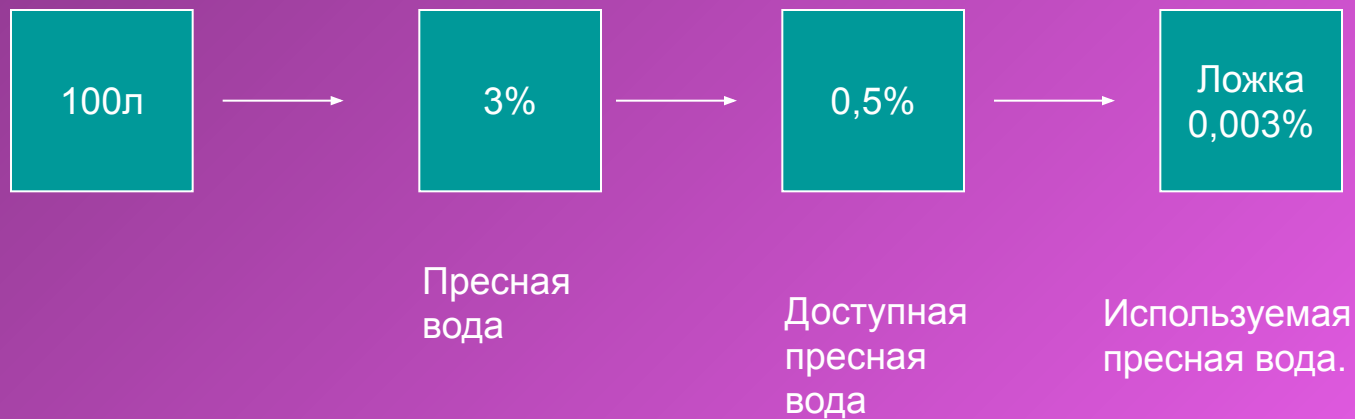 100л
3%
0,5%
Ложка
0,003%
Пресная
вода
Доступная
пресная
вода
Используемая
пресная вода.